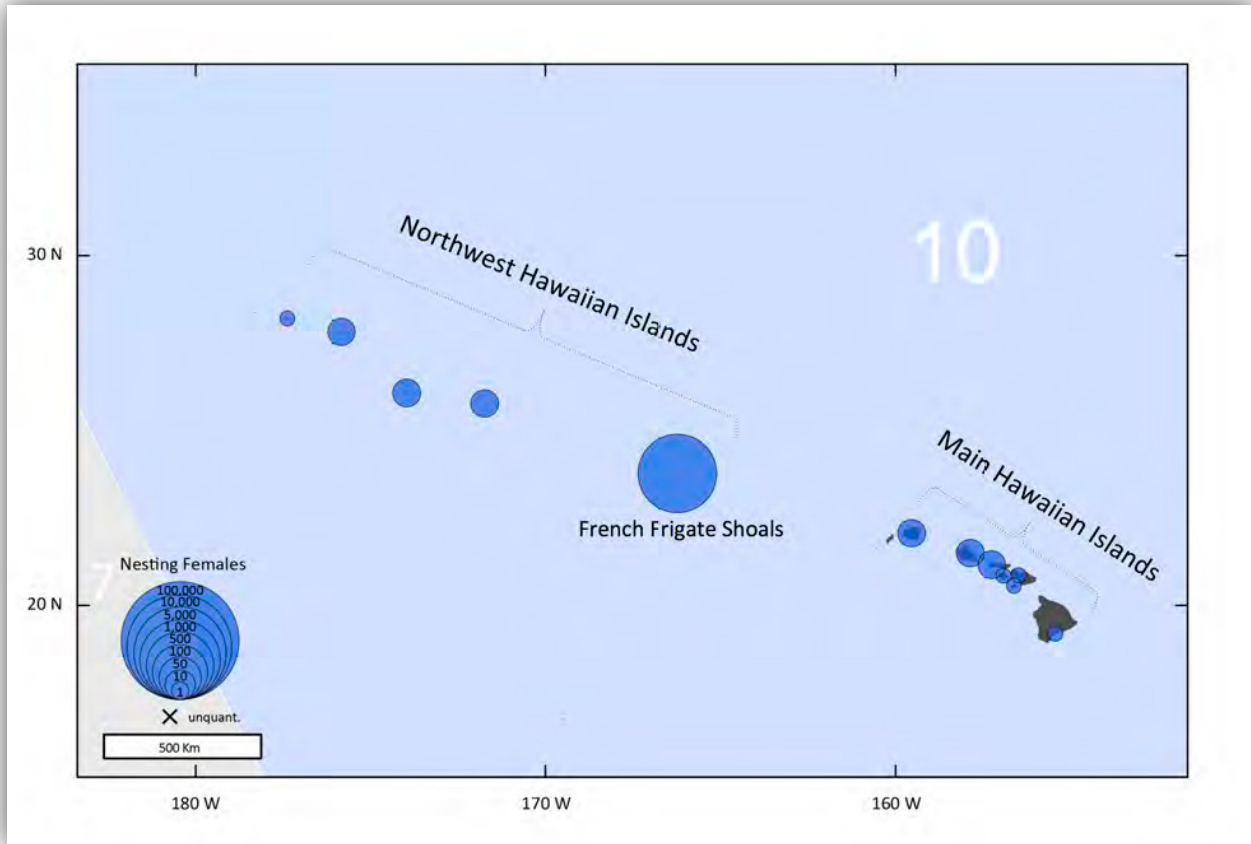 10
Northwest Hawaiian Islands
30 N
Main Hawaiian Islands
French Frigate Shoals
7
Nesting Females
100,000
10,000
5,000
1,000
500
100
50
10
1
20 N
unquant.
500 Km
180 W
170 W
160 W